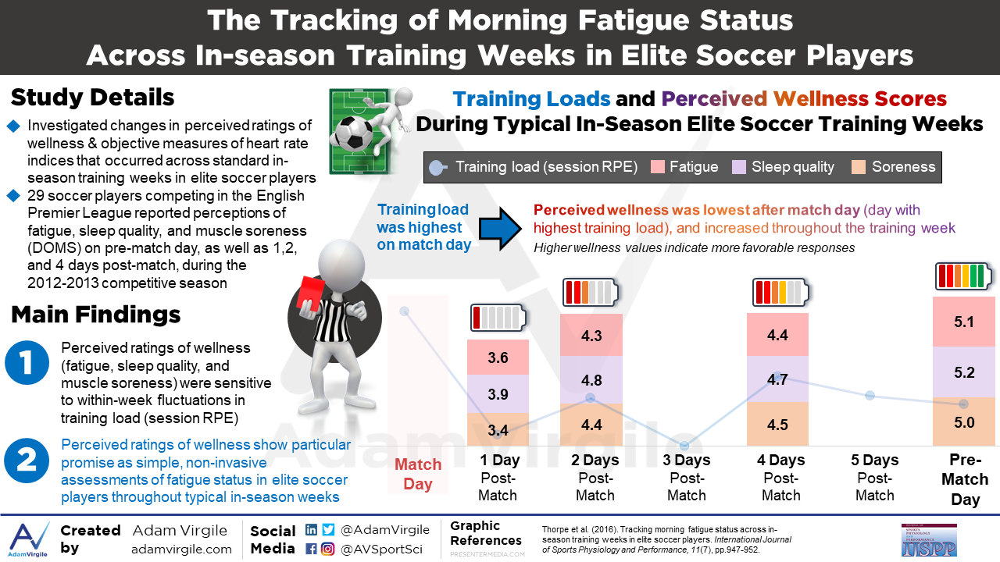 The Tracking of Morning Fatigue Status
Across In-season Training Weeks in Elite Soccer Players
Study Details
Investigated changes in perceived ratings of
wellness & objective measures of heart rate
indices that occurred across standard in-
season training weeks in elite soccer players
29 soccer players competing in the English
Premier League reported perceptions of
fatigue, sleep quality, and muscle soreness
(DOMS) on pre-match day, as well as 1,2,
and 4 days post-match, during the
2012-2013 competitive season
Main Findings
1
Perceived ratings of wellness
(fatigue, sleep quality, and
muscle soreness) were sensitive
to within-week fluctuations in
training load (session RPE)
2
Perceived ratings of wellness show particular
promise as simple, non-invasive
assessments of fatigue status in elite soccer
players throughout typical in-season weeks
Training Loads and Perceived Wellness Scores
During Typical In-Season Elite Soccer Training Weeks
Training load (session RPE) Fatigue Sleep quality Soreness
Training load
was highest
on match day
Perceived wellness was lowest after match day (day with
highest training load), and increased throughout the training week
Higher wellness values indicate more favorable responses
3.6
3.9
3.4
4.3
4.8
4.4
4.4
4.7
4.5
5.1
5.2
5.0
AdamVirgile
Match
Day
1 Day
Post-
Match
2 Days
Post-
Match
3 Days
Post-
Match
4 Days
Post-
Match
5 Days
Post-
Match
Pre-
Match
Day
AdamVirgile
Created
by
Adam Virgile
adamvirgile.com
Social
Media
@AdamVirgile
@AVSportSci
Graphic
References
PRESENTERMEDIA.COM
Thorpe et al. (2016). Tracking morning fatigue status across in-
season training weeks in elite soccer players. International Journal
of Sports Physiology and Performance, 11(7), pp.947-952.
SPORTS
PHYSIOLOGY
AND
PERFORMANCE
IJSPP